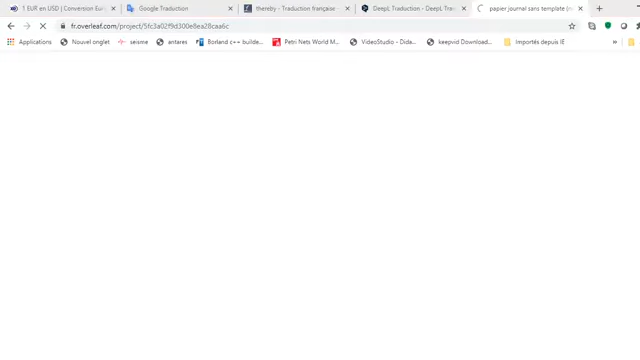 1 EUR en USD | Conversion Eu
Google Traduction
thereby - Traduction française
DeepL Traduction - DeepL Tra
papier journal sans template (n
fr.overleaf.com/project/5fc3a02f9d300e8ea28caa6c
Applications Nouvel onglet seisme antares Borland c++ builde... Petri Nets World M... VideoStudio - Dida... keepvid Download... » Importés depuis IE